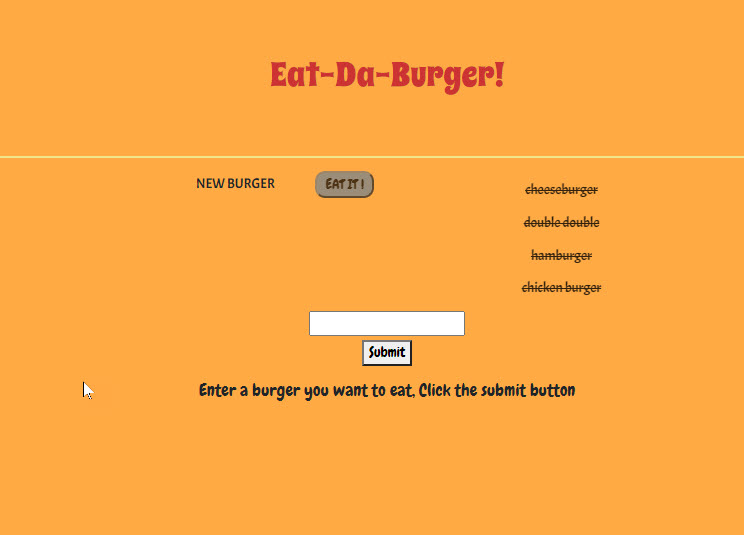 Eat-Da-Burger!
NEW BURGER
EAT IT !
cheeseburger
double double
hamburger
chicken burger
Submit
Enter a burger you want to eat, Click the submit button